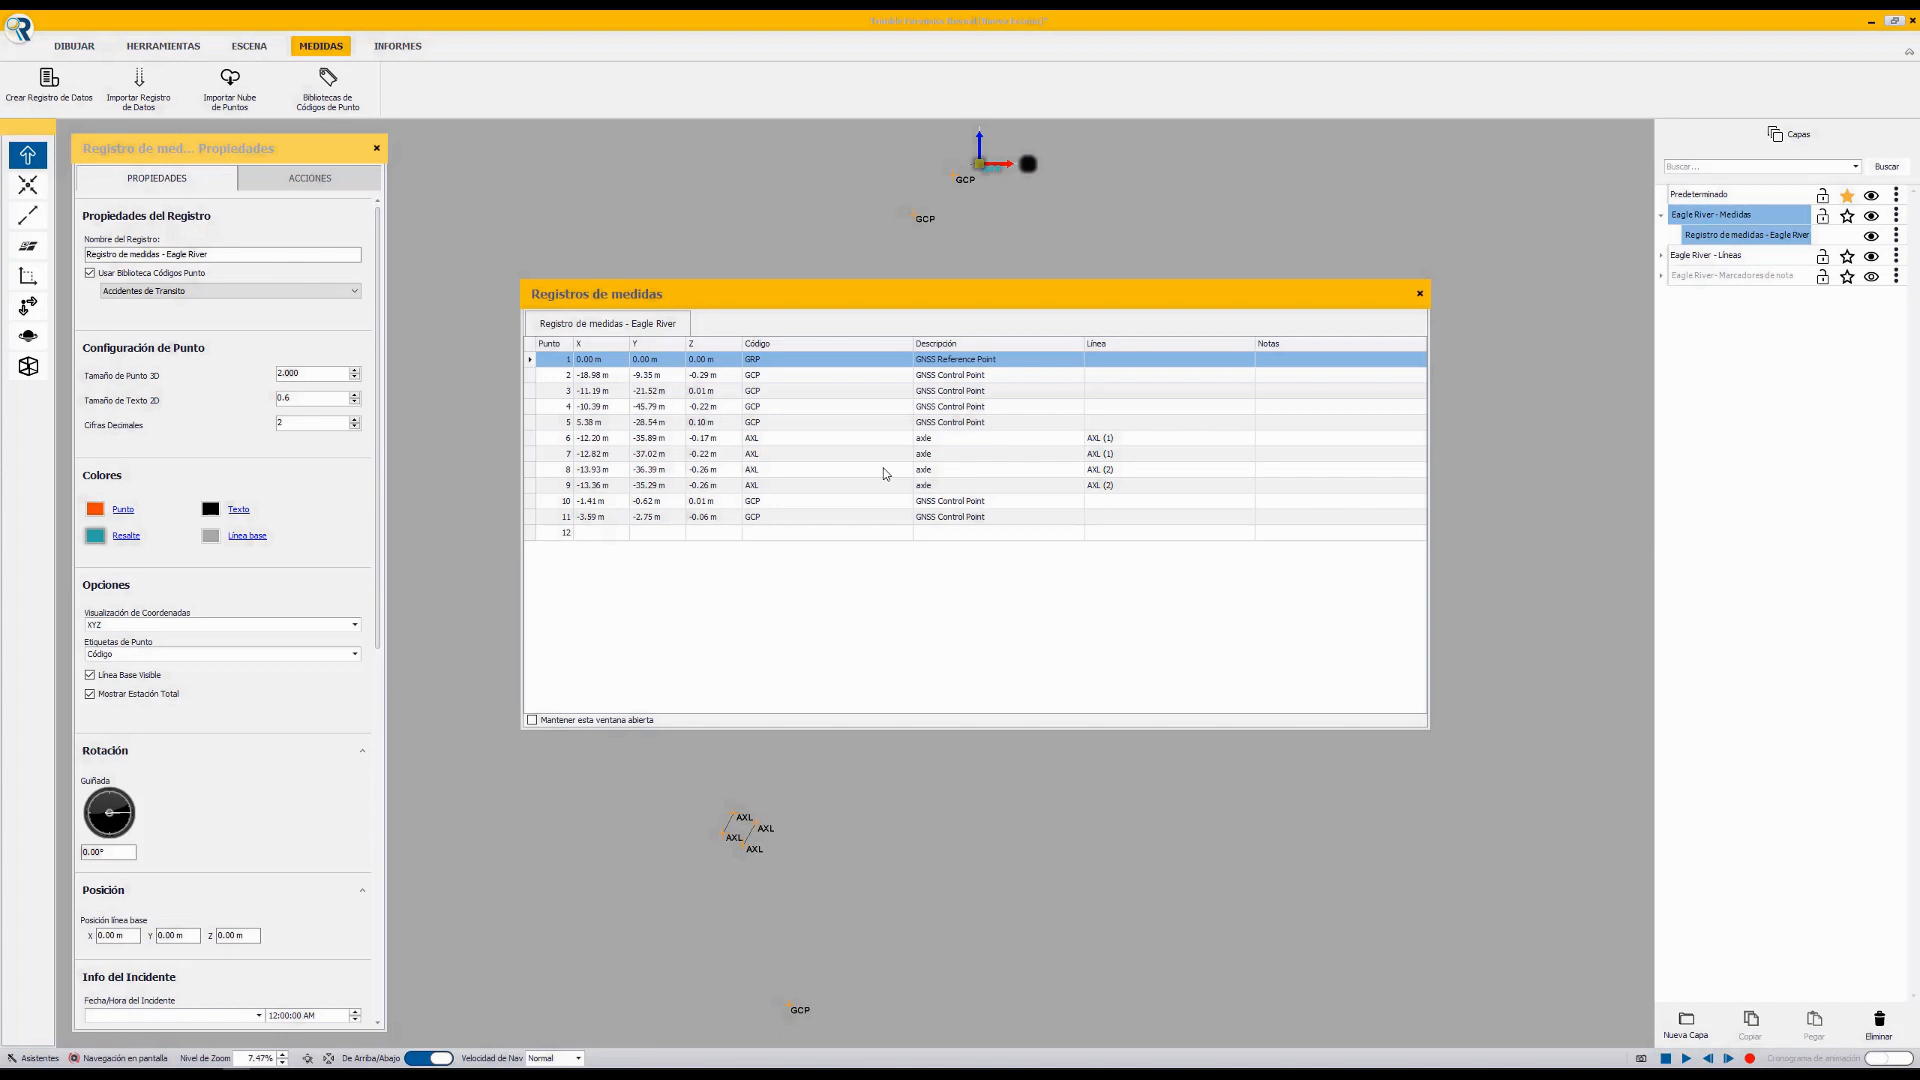 DIBUJAR HERRAMIENTAS ESCENA MEDIDAS INFORMES
Crear Registro de Datos
Importar Registro de Datos
Importar Nube de Puntos
Bibliotecas de Códigos de Punto
Registro de med... Propiedades
PROPIEDADES ACCIONES
Propiedades del Registro
Nombre del Registro:
Registro de medidas - Eagle River
Usar Biblioteca Códigos Punto
Accidentes de Transito
Configuración de Punto
Tamaño de Punto 3D 2.000
Tamaño de Texto 2D 0.6
Cifras Decimales 2
Colores
Punto Texto
Resalte Línea base
Opciones
Visualización de Coordenadas
XYZ
Etiquetas de Punto
Código
Línea Base Visible
Mostrar Estación Total
Rotación
Guiñada
0.00°
Posición
Posición línea base
X 0.00 m Y 0.00 m Z 0.00 m
Info del Incidente
Fecha/Hora del Incidente
12:00:00 AM
GCP
GCP
Registros de medidas
Registro de medidas - Eagle River
Punto X Y Z Código Descripción Línea Notas
1 0.00 m 0.00 m 0.00 m GRP GNSS Reference Point
2 -18.98 m -9.35 m -0.29 m GCP GNSS Control Point
3 -11.19 m -21.52 m 0.01 m GCP GNSS Control Point
4 -10.39 m -45.79 m -0.22 m GCP GNSS Control Point
5 5.38 m -28.54 m 0.10 m GCP GNSS Control Point
6 -12.20 m -35.89 m -0.17 m AXL axle AXL (1)
7 -12.82 m -37.02 m -0.22 m AXL axle AXL (1)
8 -13.93 m -36.39 m -0.26 m AXL axle AXL (2)
9 -13.36 m -35.29 m -0.26 m AXL axle AXL (2)
10 -1.41 m -0.62 m 0.01 m GCP GNSS Control Point
11 -3.59 m -2.75 m -0.06 m GCP GNSS Control Point
12
Mantener esta ventana abierta
AXL
AXL
AXL
AXL
GCP
Capas
Buscar... Buscar
Predeterminado
Eagle River - Medidas
Registro de medidas - Eagle River
Eagle River - Líneas
Eagle River - Marcadores de nota
Nueva Capa Copiar Pegar Eliminar
Asistentes Navegación en pantalla Nivel de Zoom 7.47% De Arriba/Abajo Velocidad de Nav Normal Cronograma de animación